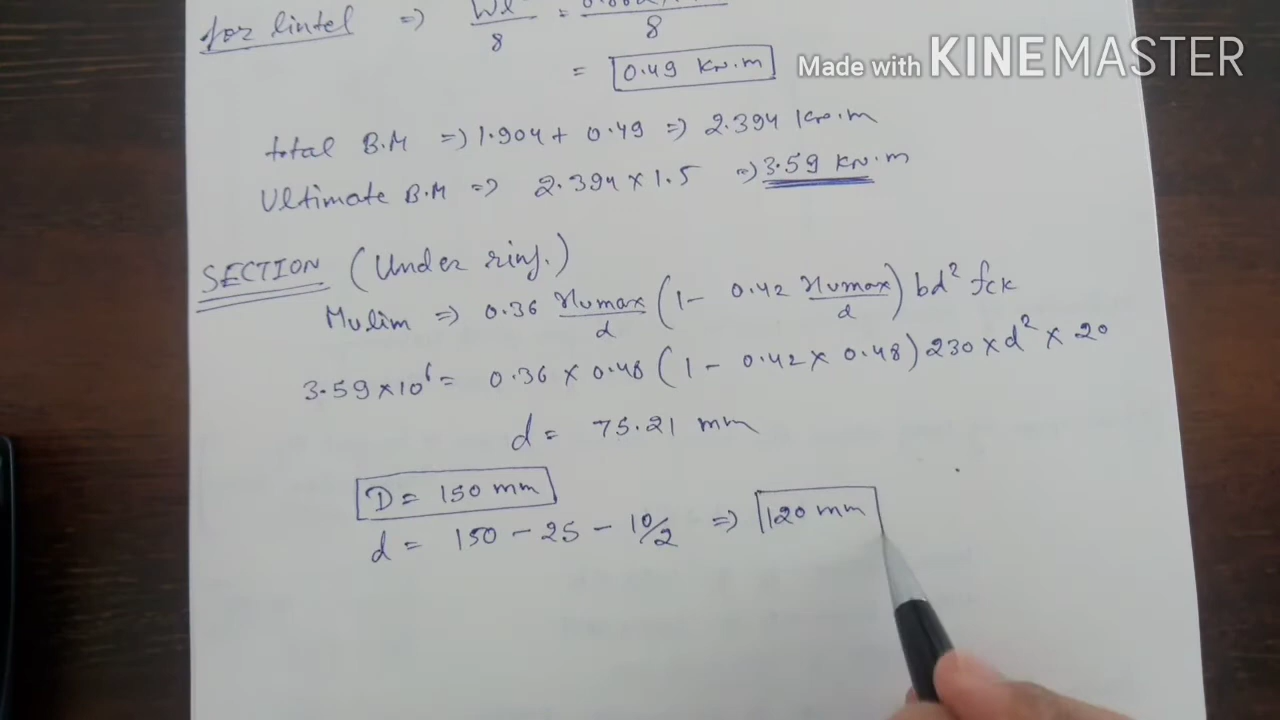 for lintel => Wl / 8 = / 8
= 0.49 KN.m
Made with KINEMASTER
total B.M => 1.904 + 0.49 => 2.394 KN.m
Ultimate B.M => 2.394 x 1.5 => 3.59 KN.m
SECTION (Under rinf.)
Mulim => 0.36 xumax/d (1 - 0.42 xumax/d) bd² fck
3.59 x 10⁶ = 0.36 x 0.48 (1 - 0.42 x 0.48) 230 x d² x 20
d = 75.21 mm
D = 150 mm
d = 150 - 25 - 10/2 => 120 mm